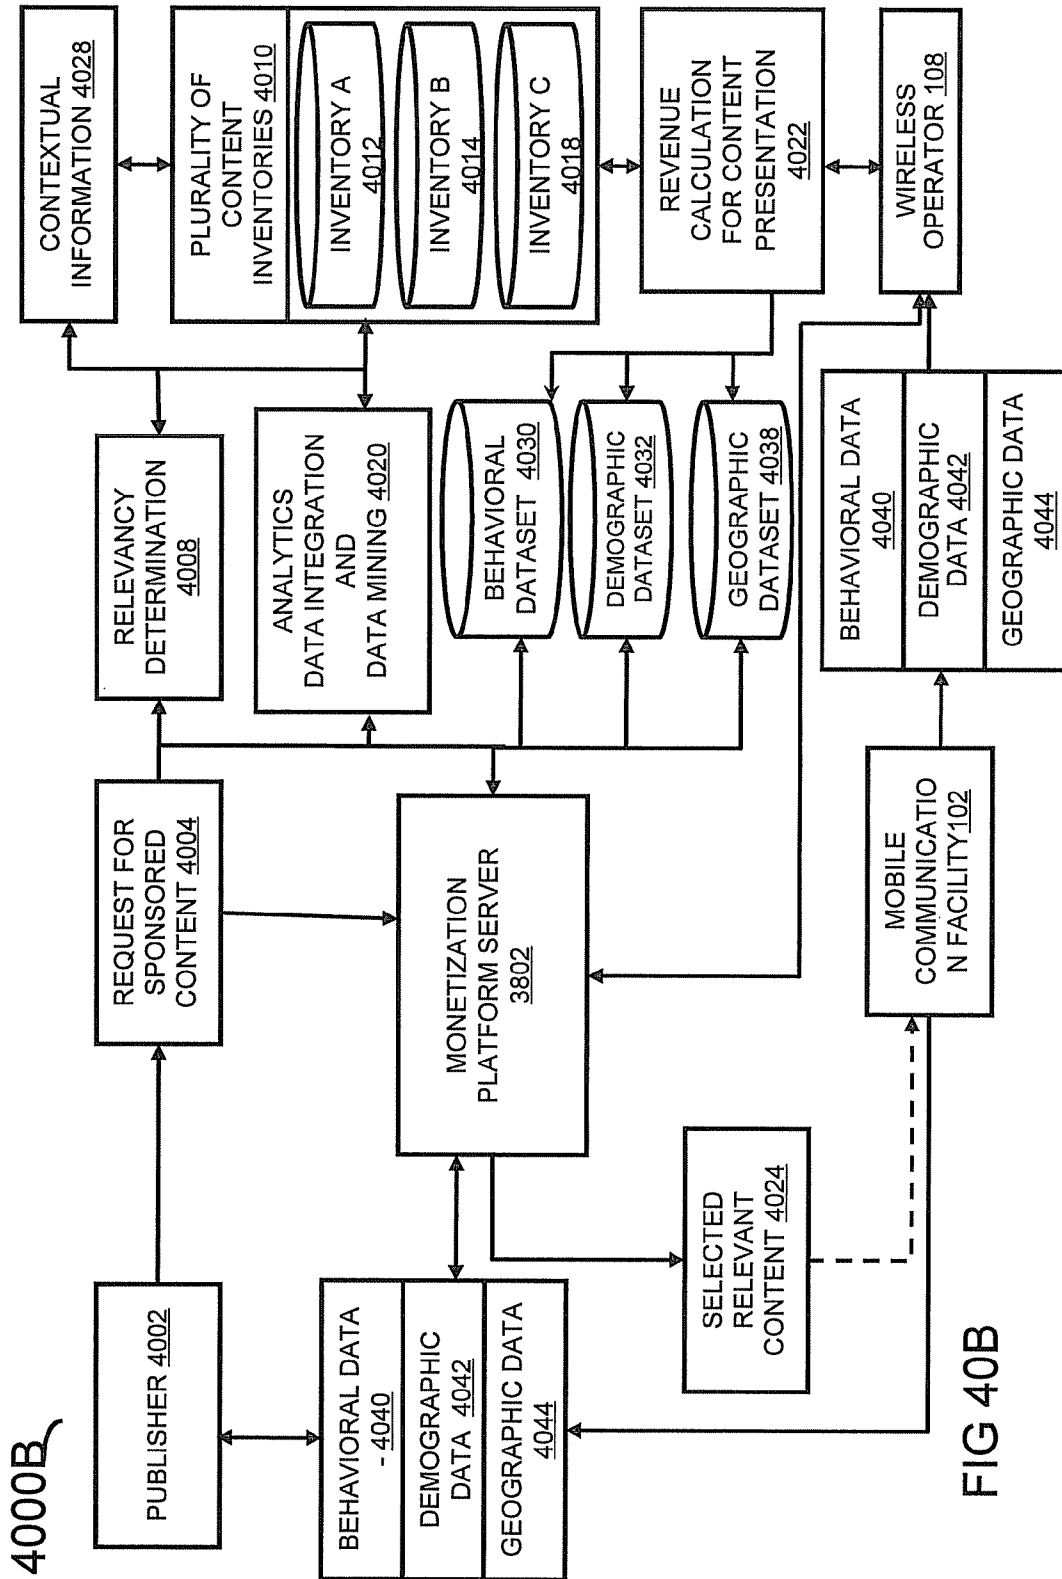 4000B
PUBLISHER 4002
REQUEST FOR
SPONSORED
CONTENT 4004
RELEVANCY
DETERMINATION
4008
CONTEXTUAL
INFORMATION 4028
BEHAVIORAL DATA
- 4040
DEMOGRAPHIC
DATA 4042
GEOGRAPHIC DATA
4044
MONETIZATION
PLATFORM SERVER
3802
ANALYTICS
DATA INTEGRATION
AND
DATA MINING 4020
PLURALITY OF
CONTENT
INVENTORIES 4010
INVENTORY A
4012
INVENTORY B
4014
INVENTORY C
4018
BEHAVIORAL
DATASET 4030
DEMOGRAPHIC
DATASET 4032
GEOGRAPHIC
DATASET 4038
REVENUE
CALCULATION
FOR CONTENT
PRESENTATION
4022
SELECTED
RELEVANT
CONTENT 4024
MOBILE
COMMUNICATIO
N FACILITY102
BEHAVIORAL DATA
4040
DEMOGRAPHIC
DATA 4042
GEOGRAPHIC DATA
4044
WIRELESS
OPERATOR 108
FIG 40B